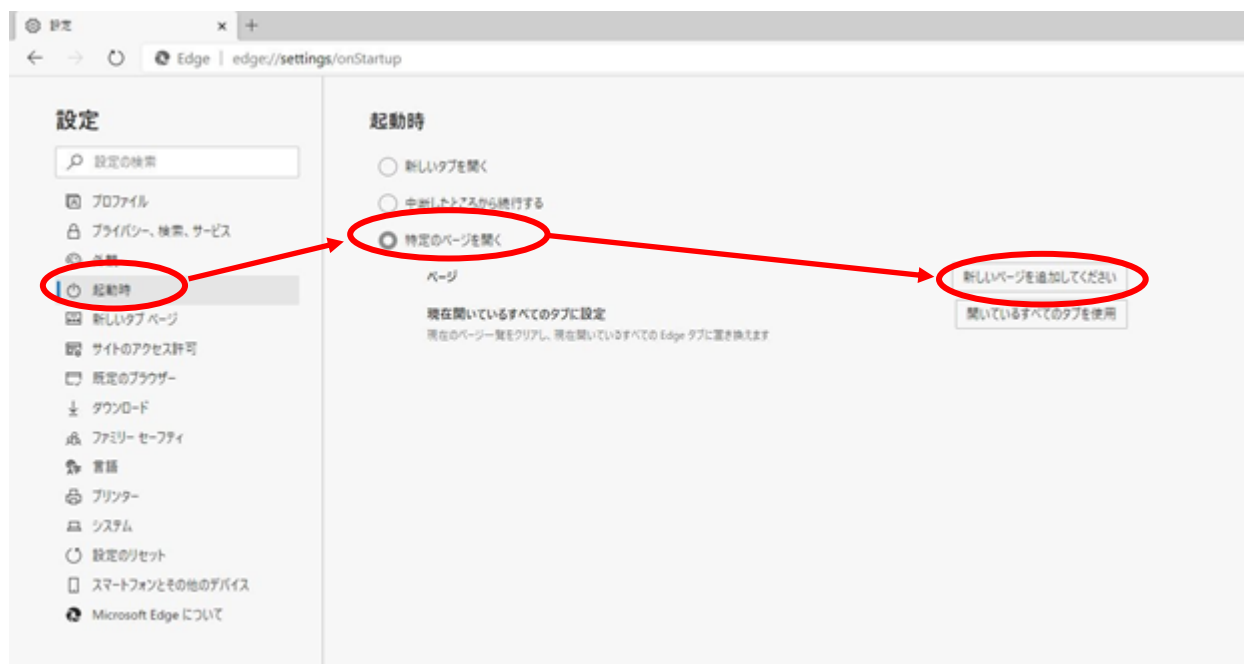 設定
Edge | edge://settings/onStartup
設定
設定の検索
プロファイル
プライバシー、検索、サービス
外観
起動時
新しいタブ ページ
サイトのアクセス許可
既定のブラウザー
ダウンロード
ファミリー セーフティ
言語
プリンター
システム
設定のリセット
スマートフォンとその他のデバイス
Microsoft Edge について
起動時
新しいタブを開く
中断したところから続行する
特定のページを開く
ページ
新しいページを追加してください
現在開いているすべてのタブに設定
開いているすべてのタブを使用
現在のページ一覧をクリアし、現在開いているすべての Edge タブに置き換えます